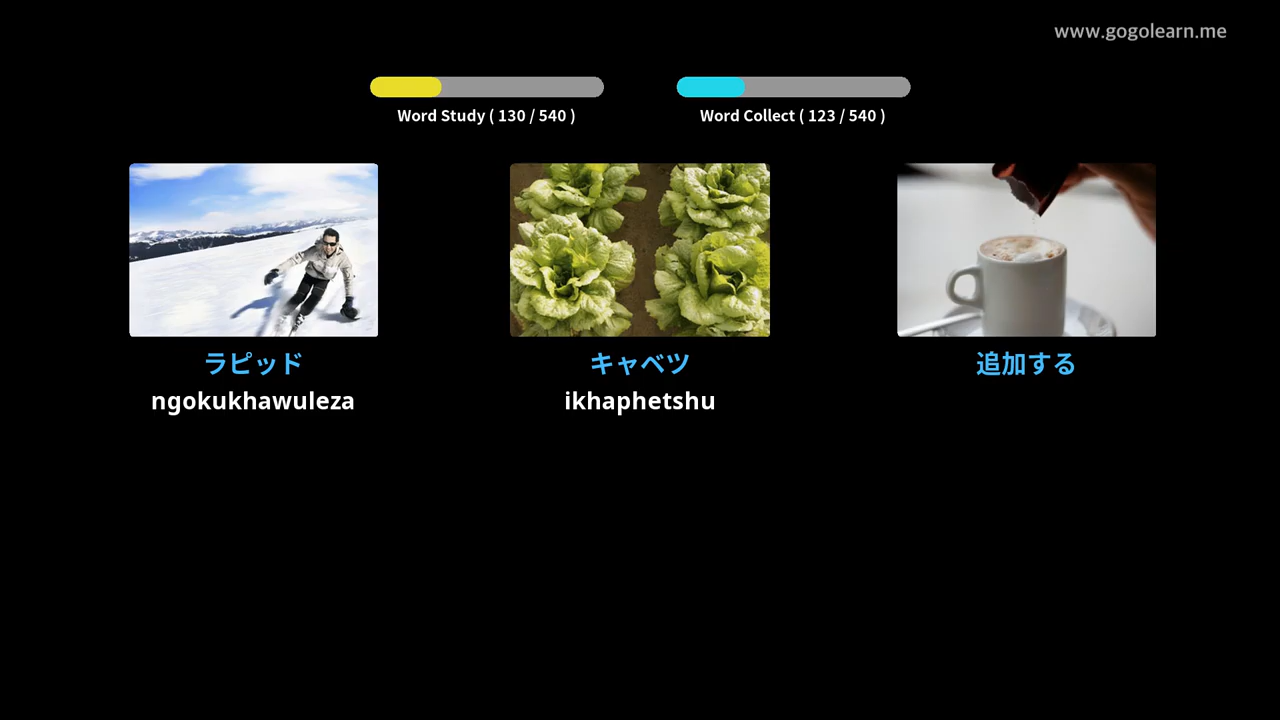 www.gogolearn.me
Word Study ( 130 / 540 )
Word Collect ( 123 / 540 )
ラピッド
ngokukhawuleza
キャベツ
ikhaphetshu
追加する